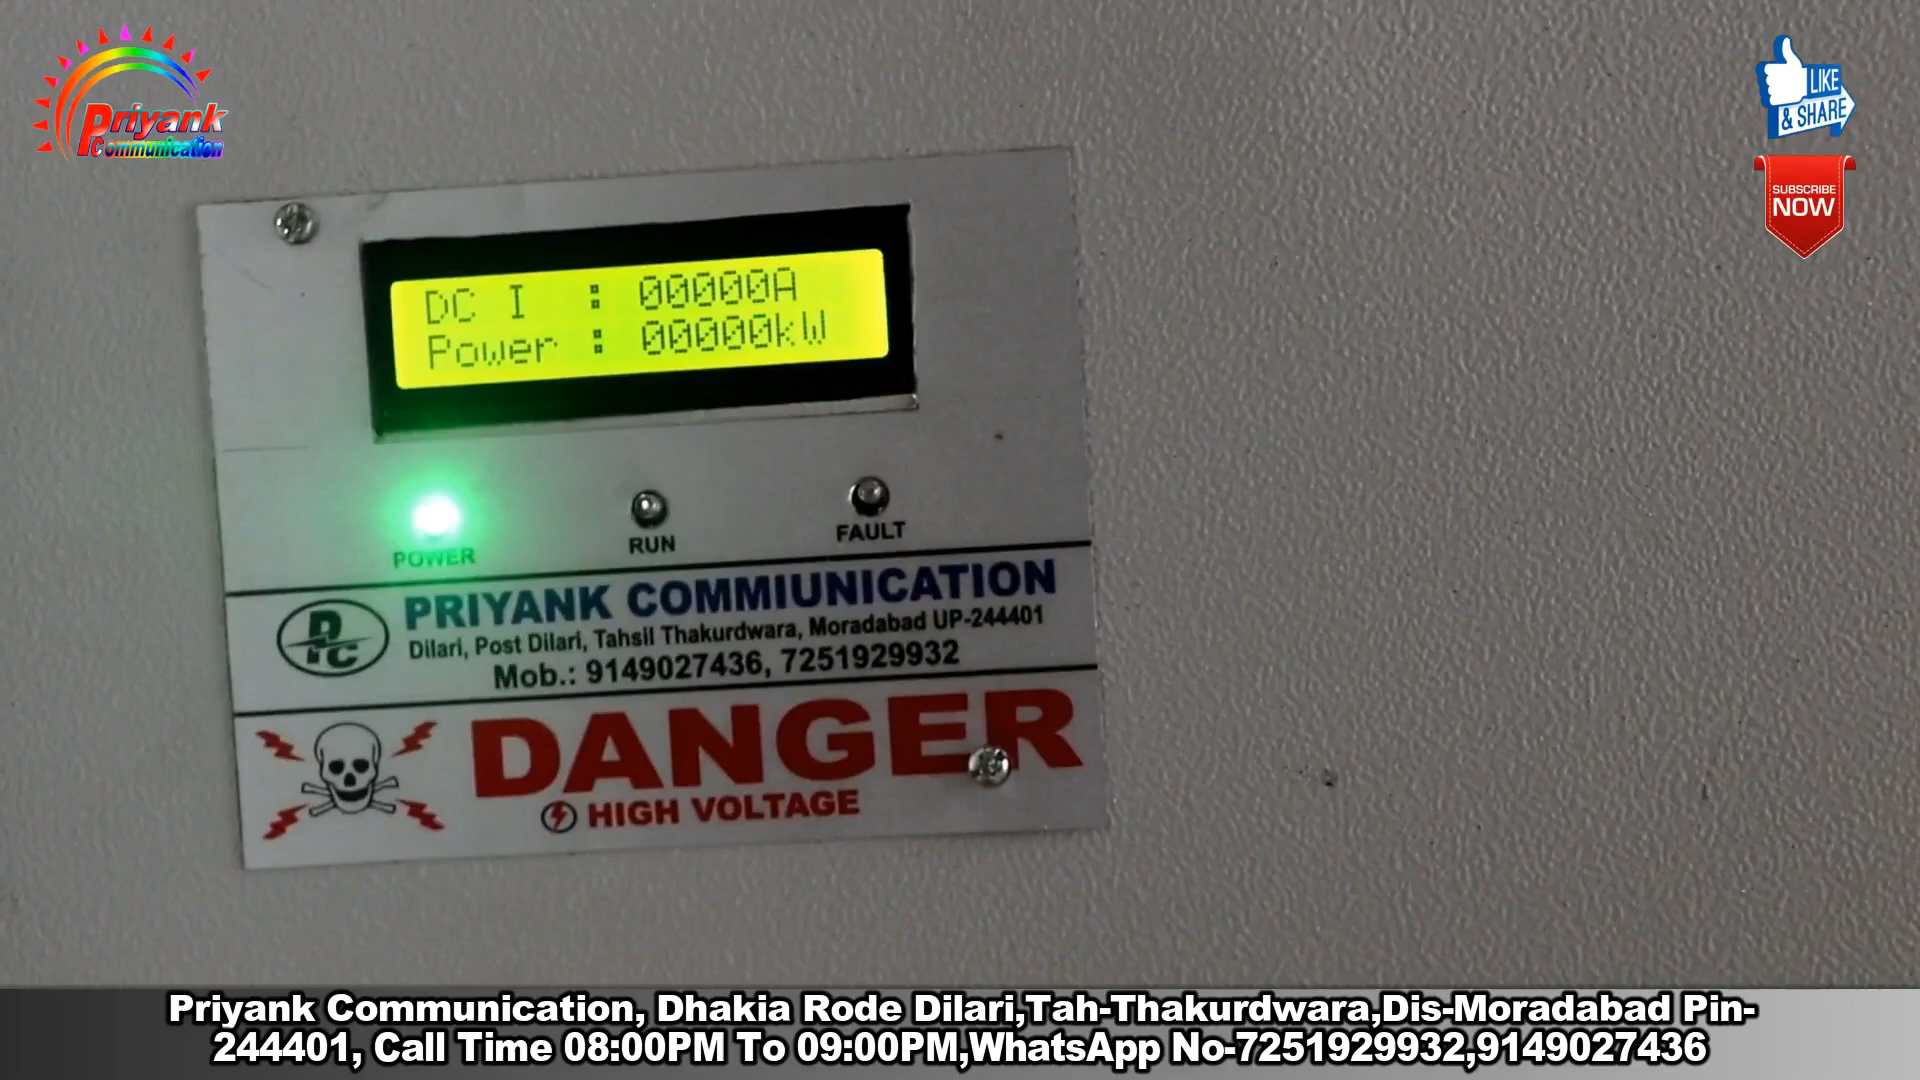 Priyank
Communication
LIKE
& SHARE
SUBSCRIBE
NOW
DC I : 00000A
Power : 00000kW
POWER
RUN
FAULT
PC
PRIYANK COMMIUNICATION
Dilari, Post Dilari, Tahsil Thakurdwara, Moradabad UP-244401
Mob.: 9149027436, 7251929932
DANGER
HIGH VOLTAGE
Priyank Communication, Dhakia Rode Dilari,Tah-Thakurdwara,Dis-Moradabad Pin-
244401, Call Time 08:00PM To 09:00PM,WhatsApp No-7251929932,9149027436